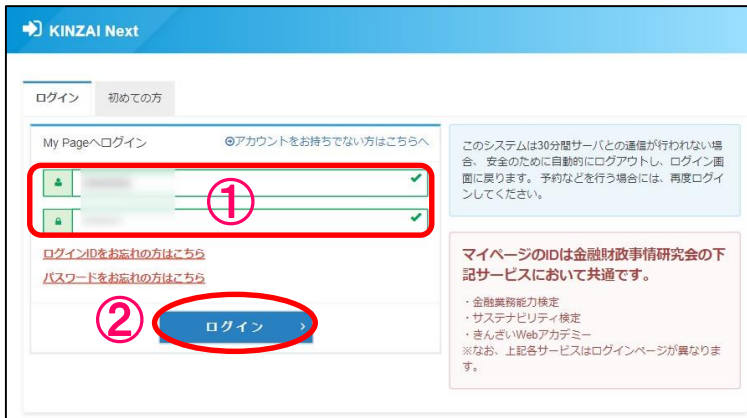 KINZAI Next
ログイン
初めての方
My Pageへログイン
アカウントをお持ちでない方はこちらへ
①
ログインIDをお忘れの方はこちら
パスワードをお忘れの方はこちら
②
ログイン
このシステムは30分間サーバとの通信が行われない場
合、 安全のために自動的にログアウトし、ログイン画
面に戻ります。 予約などを行う場合には、再度ログイ
ンしてください。
マイページのIDは金融財政事情研究会の下
記サービスにおいて共通です。
・金融業務能力検定
・サステナビリティ検定
・きんざいWebアカデミー
※なお、上記各サービスはログインページが異なりま
す。